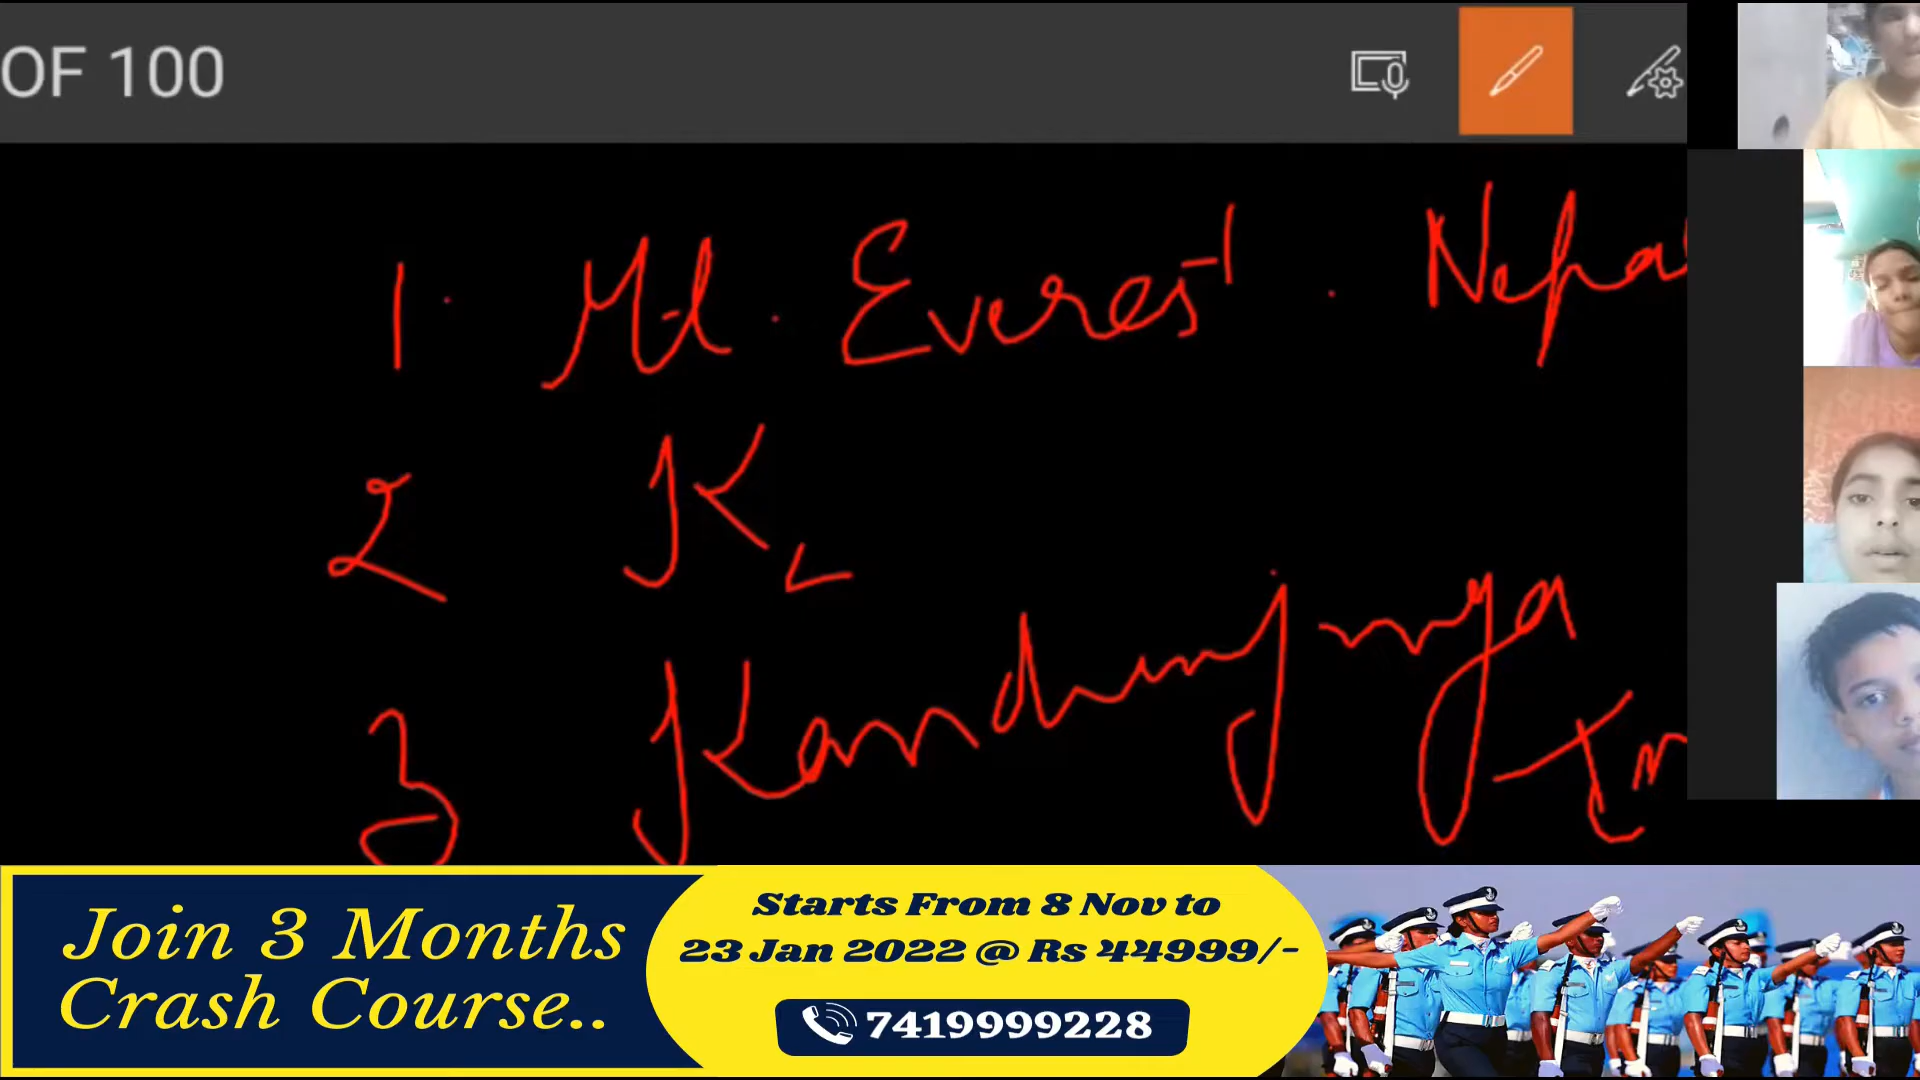 OF 100
1. Mt. Everest. Nepal
2 K2
3 Kanchunjnga
Join 3 Months
Crash Course..
Starts From 8 Nov to
23 Jan 2022 @ Rs 44999/-
7419999228